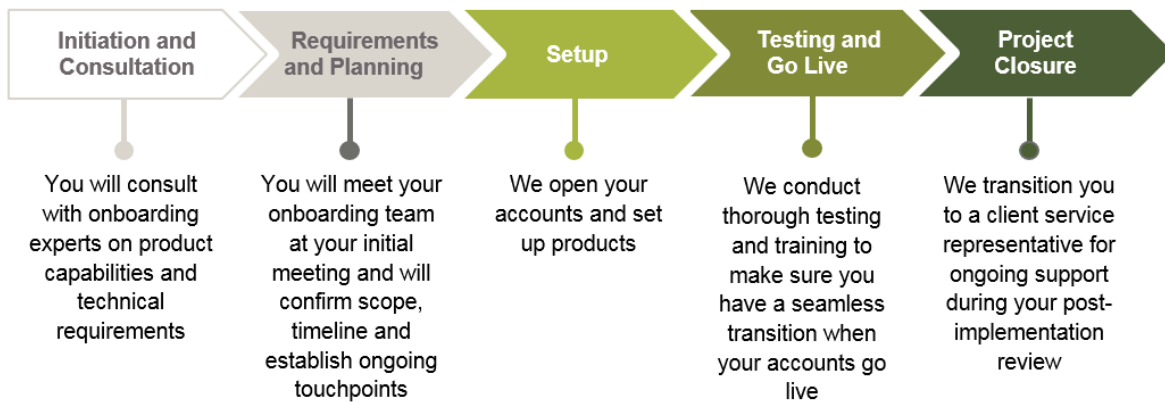 Initiation and
Consultation
Requirements
and Planning
Setup
Testing and
Go Live
Project
Closure
You will consult
with onboarding
experts on product
capabilities and
technical
requirements
You will meet your
onboarding team
at your initial
meeting and will
confirm scope,
timeline and
establish ongoing
touchpoints
We open your
accounts and set
up products
We conduct
thorough testing
and training to
make sure you
have a seamless
transition when
your accounts go
live
We transition you
to a client service
representative for
ongoing support
during your post-
implementation
review